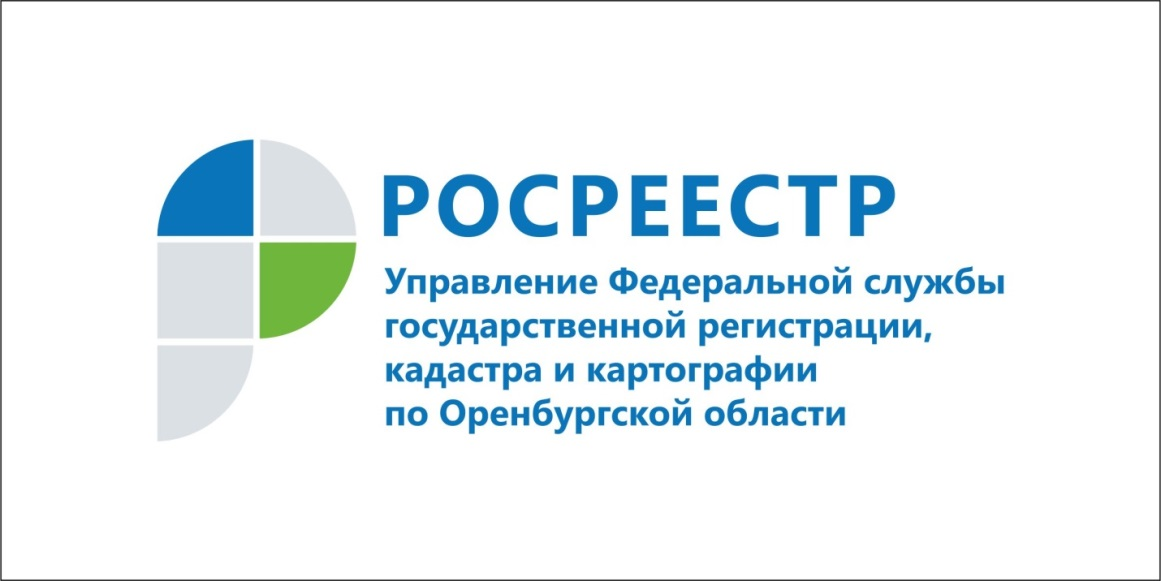 РОСРЕЕСТР
Управление Федеральной службы
государственной регистрации,
кадастра и картографии
по Оренбургской области